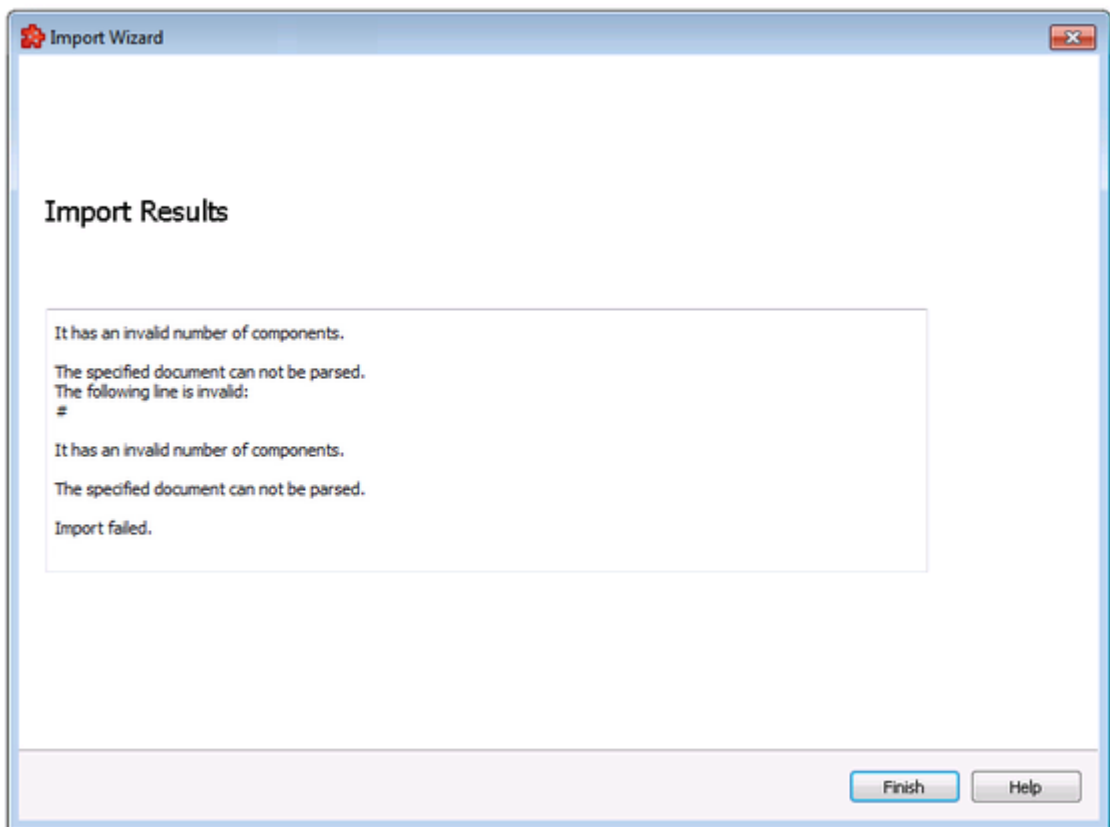 Import Wizard
Import Results
It has an invalid number of components.
The specified document can not be parsed.
The following line is invalid:
#
It has an invalid number of components.
The specified document can not be parsed.
Import failed.
Finish
Help